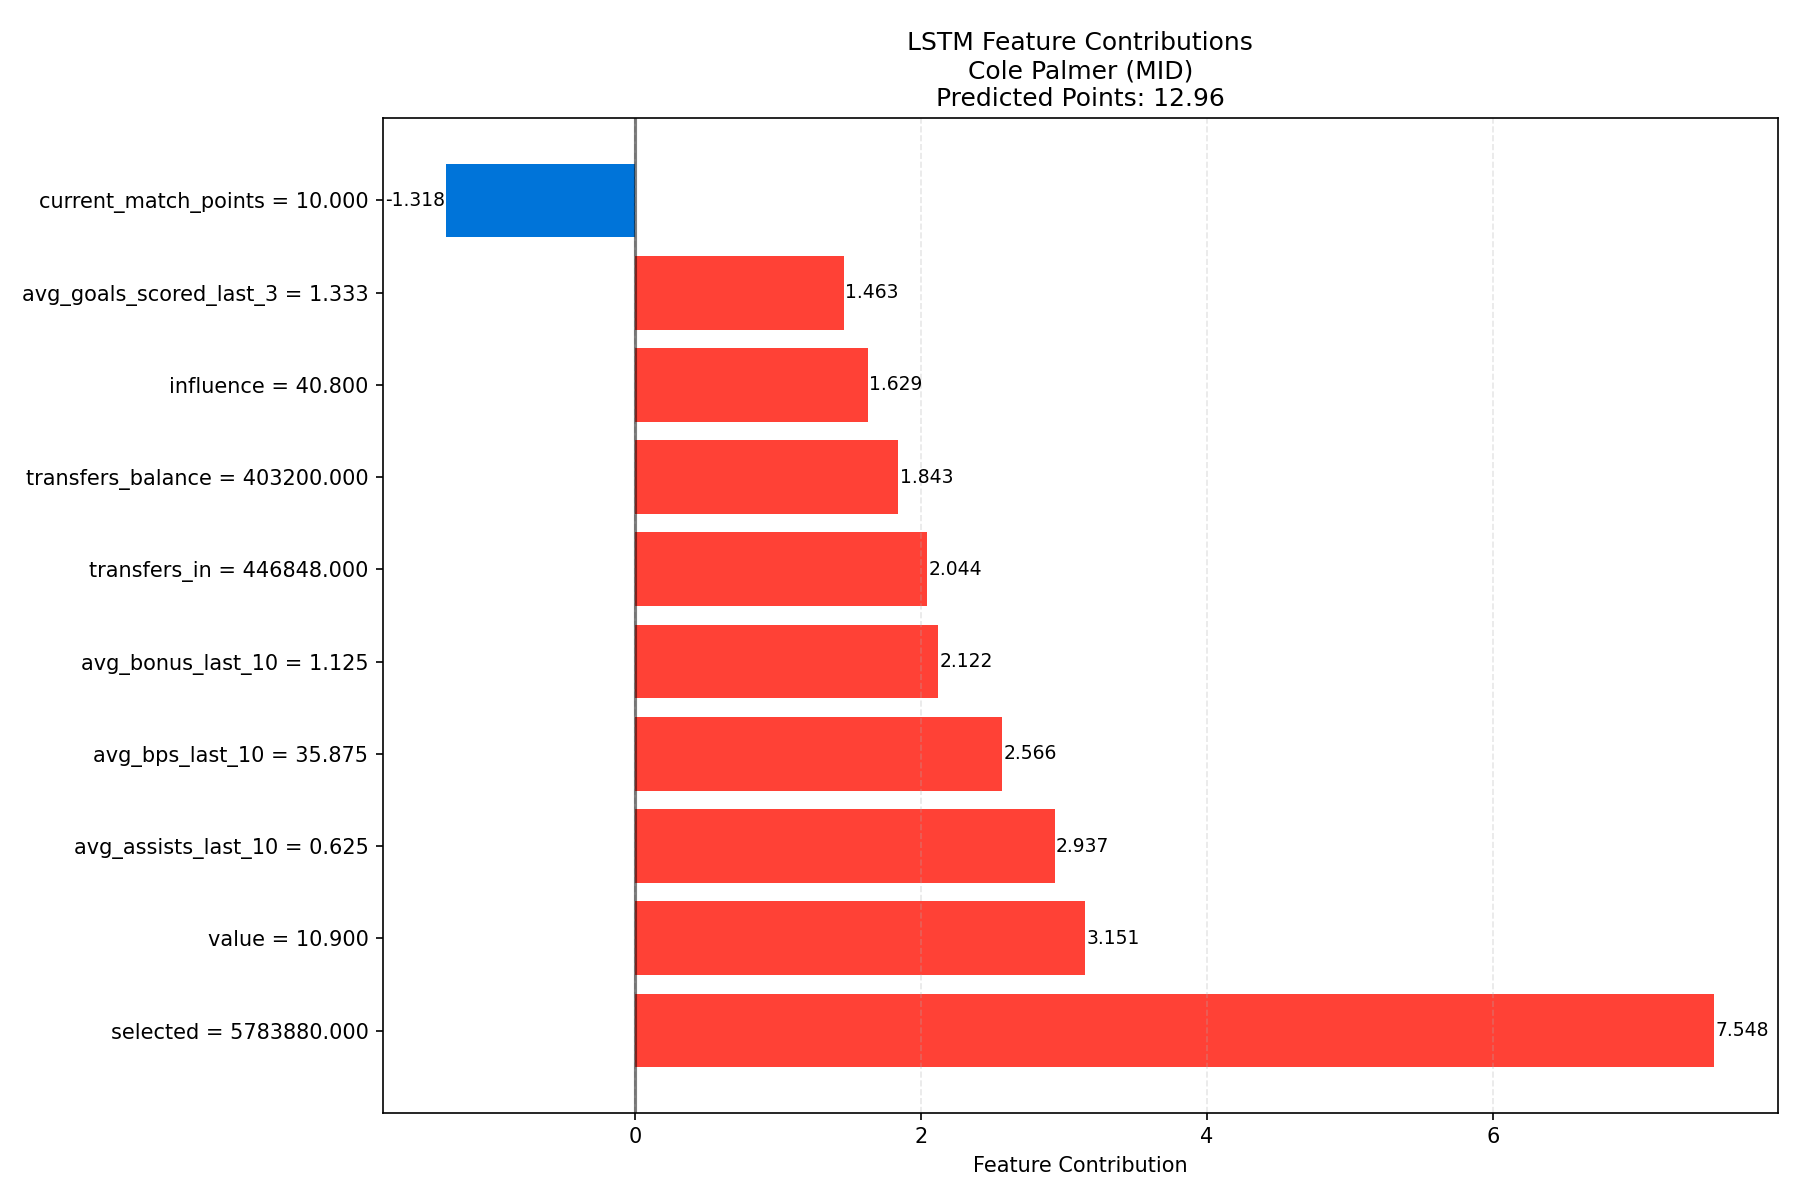 LSTM Feature Contributions
Cole Palmer (MID)
Predicted Points: 12.96
current_match_points = 10.000 -1.318
avg_goals_scored_last_3 = 1.333 1.463
influence = 40.800 1.629
transfers_balance = 403200.000 1.843
transfers_in = 446848.000 2.044
avg_bonus_last_10 = 1.125 2.122
avg_bps_last_10 = 35.875 2.566
avg_assists_last_10 = 0.625 2.937
value = 10.900 3.151
selected = 5783880.000 7.548
0 2 4 6
Feature Contribution